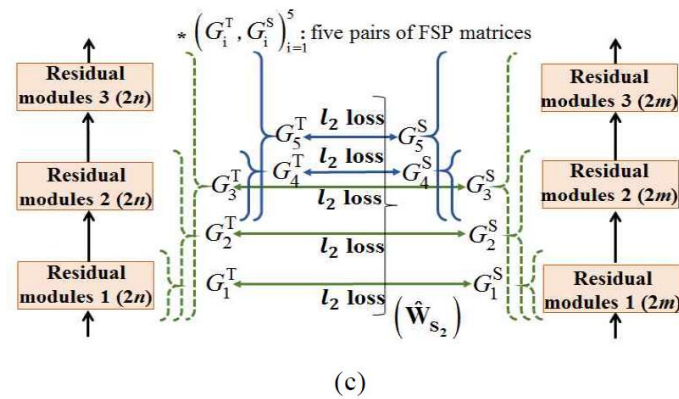 * (G_i^T, G_i^S)_{i=1}^5 : five pairs of FSP matrices
Residual
modules 3 (2n)
Residual
modules 2 (2n)
Residual
modules 1 (2n)
G_5^T l_2 loss G_5^S
G_4^T l_2 loss G_4^S
G_3^T l_2 loss G_3^S
G_2^T l_2 loss G_2^S
G_1^T l_2 loss G_1^S
(Ŵ_{S_2})
Residual
modules 3 (2m)
Residual
modules 2 (2m)
Residual
modules 1 (2m)
(c)